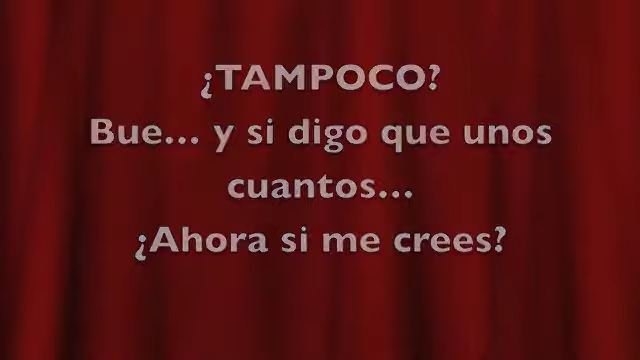 ¿TAMPOCO?
Bue... y si digo que unos
cuantos...
¿Ahora si me crees?